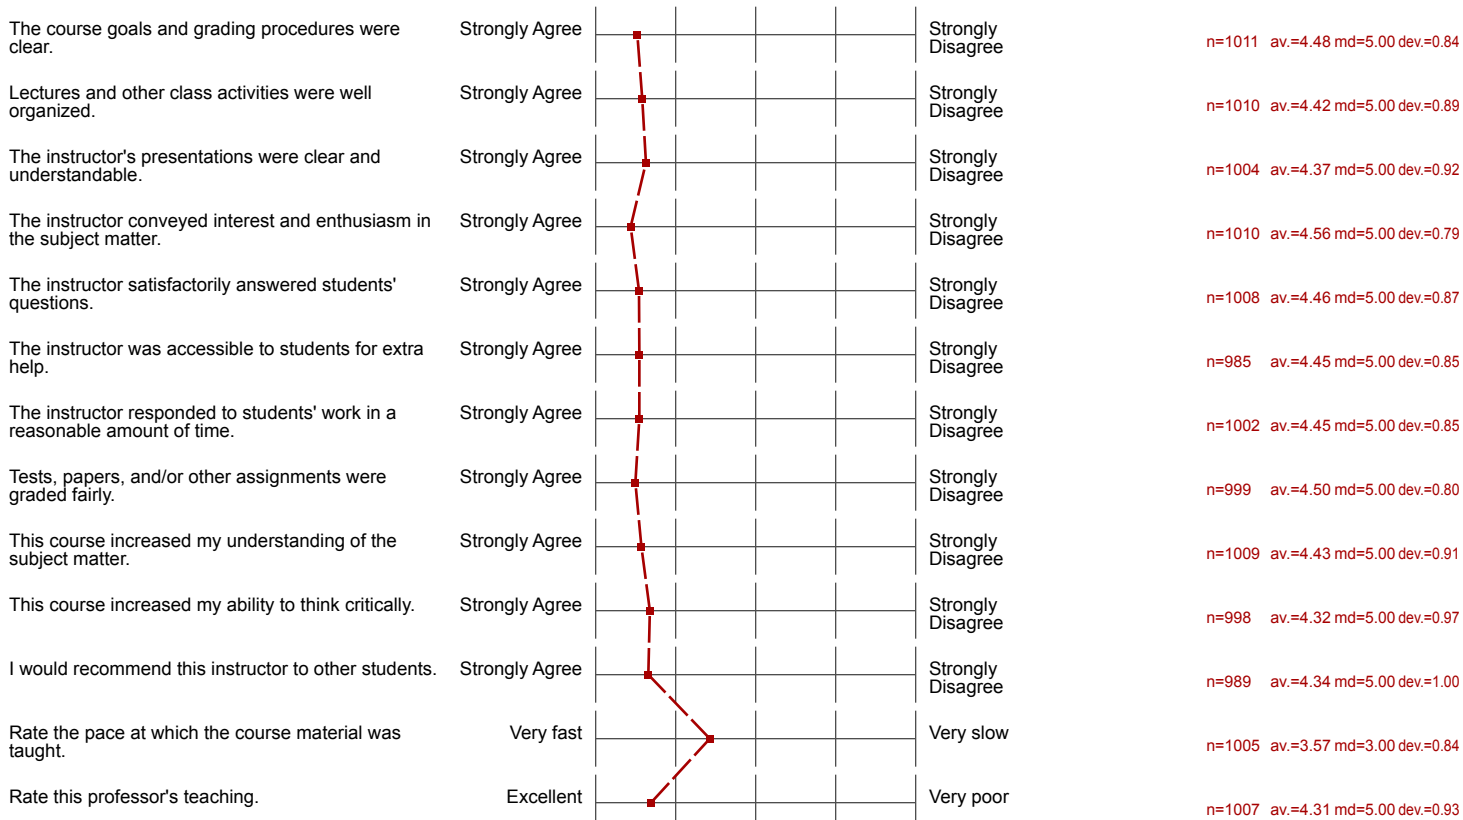 The course goals and grading procedures were
clear.
Strongly Agree
Strongly
Disagree
n=1011 av.=4.48 md=5.00 dev.=0.84
Lectures and other class activities were well
organized.
Strongly Agree
Strongly
Disagree
n=1010 av.=4.42 md=5.00 dev.=0.89
The instructor's presentations were clear and
understandable.
Strongly Agree
Strongly
Disagree
n=1004 av.=4.37 md=5.00 dev.=0.92
The instructor conveyed interest and enthusiasm in
the subject matter.
Strongly Agree
Strongly
Disagree
n=1010 av.=4.56 md=5.00 dev.=0.79
The instructor satisfactorily answered students'
questions.
Strongly Agree
Strongly
Disagree
n=1008 av.=4.46 md=5.00 dev.=0.87
The instructor was accessible to students for extra
help.
Strongly Agree
Strongly
Disagree
n=985 av.=4.45 md=5.00 dev.=0.85
The instructor responded to students' work in a
reasonable amount of time.
Strongly Agree
Strongly
Disagree
n=1002 av.=4.45 md=5.00 dev.=0.85
Tests, papers, and/or other assignments were
graded fairly.
Strongly Agree
Strongly
Disagree
n=999 av.=4.50 md=5.00 dev.=0.80
This course increased my understanding of the
subject matter.
Strongly Agree
Strongly
Disagree
n=1009 av.=4.43 md=5.00 dev.=0.91
This course increased my ability to think critically.
Strongly Agree
Strongly
Disagree
n=998 av.=4.32 md=5.00 dev.=0.97
I would recommend this instructor to other students.
Strongly Agree
Strongly
Disagree
n=989 av.=4.34 md=5.00 dev.=1.00
Rate the pace at which the course material was
taught.
Very fast
Very slow
n=1005 av.=3.57 md=3.00 dev.=0.84
Rate this professor's teaching.
Excellent
Very poor
n=1007 av.=4.31 md=5.00 dev.=0.93